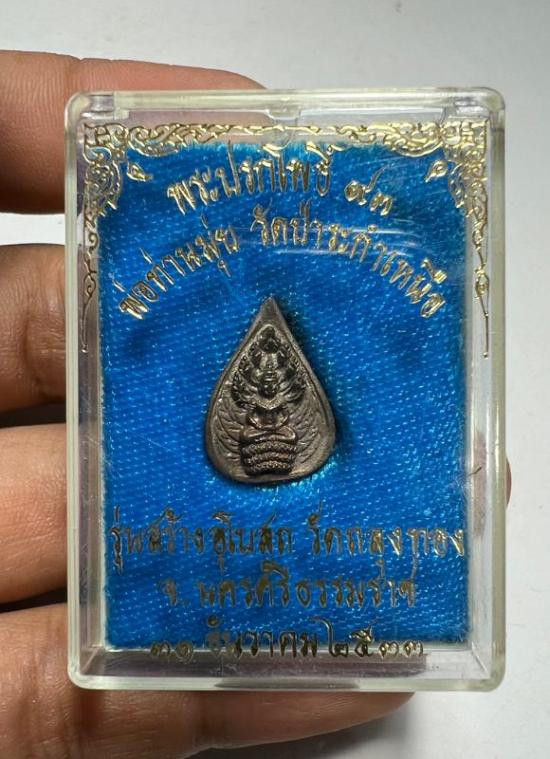 พระปรกโพธิ์ ๙๓
พ่อท่านมุ่ย วัดป่าระกำเหนือ
รุ่นสร้างอุโบสถ วัดถลุงทอง
จ. นครศรีธรรมราช
๓๑ ธันวาคม ๒๕๓๓